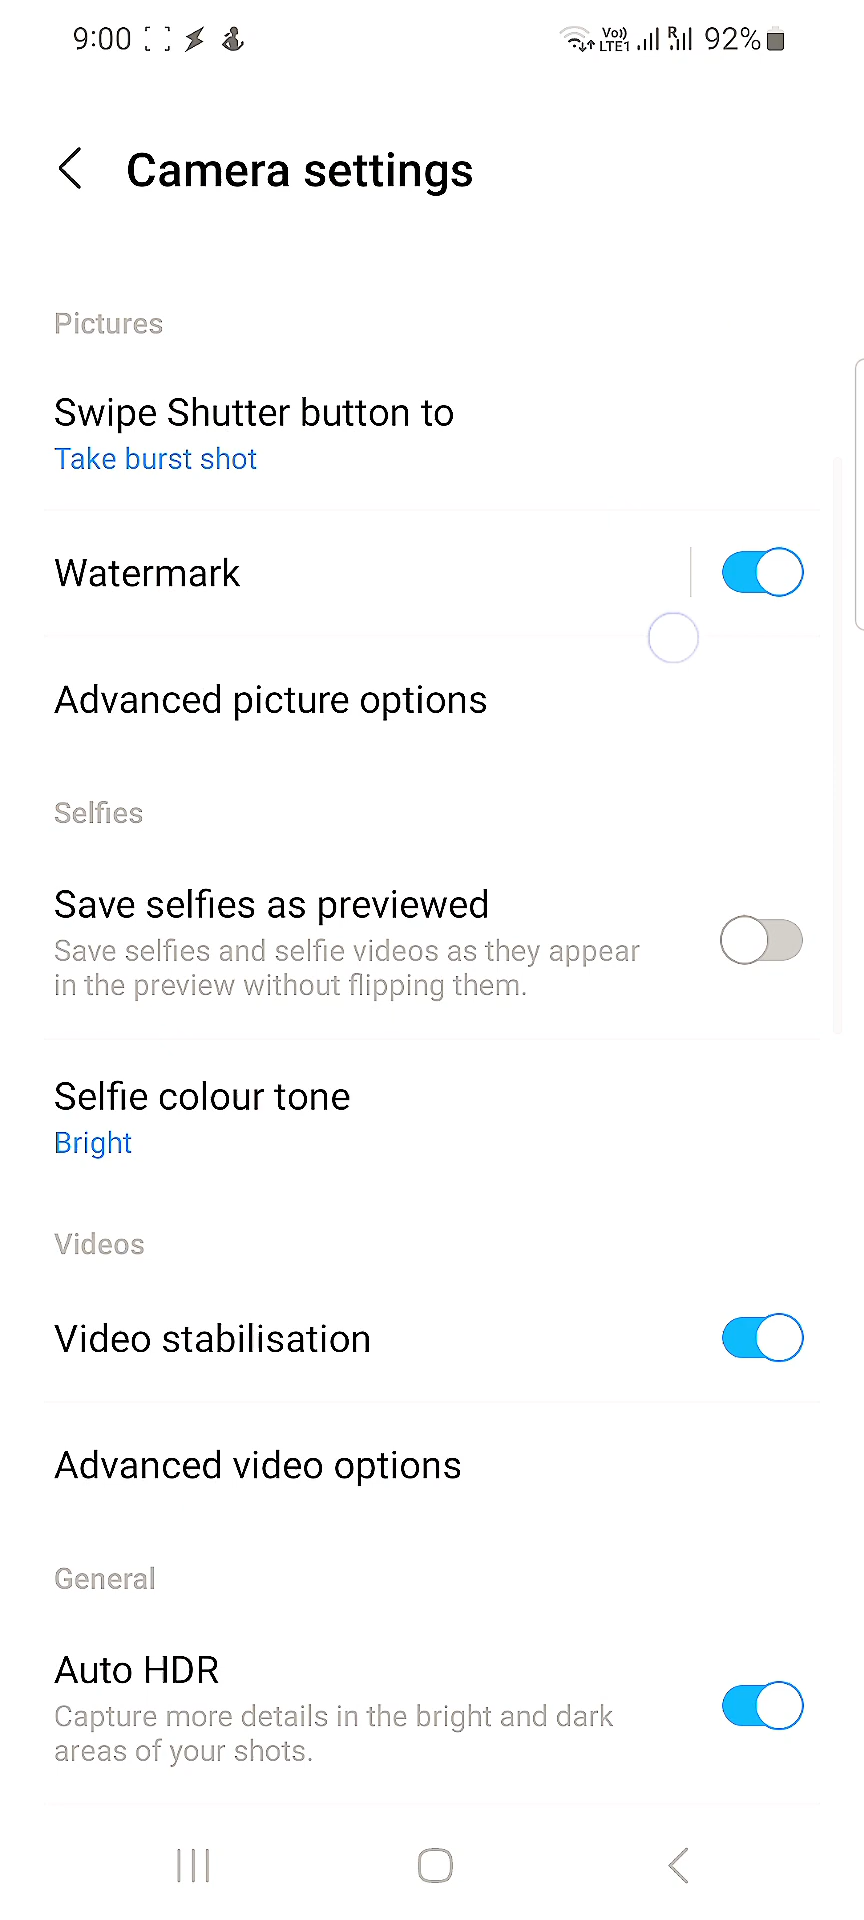 9:00 Vo)) LTE1 R 92%
Camera settings
Pictures
Swipe Shutter button to
Take burst shot
Watermark
Advanced picture options
Selfies
Save selfies as previewed
Save selfies and selfie videos as they appear
in the preview without flipping them.
Selfie colour tone
Bright
Videos
Video stabilisation
Advanced video options
General
Auto HDR
Capture more details in the bright and dark
areas of your shots.